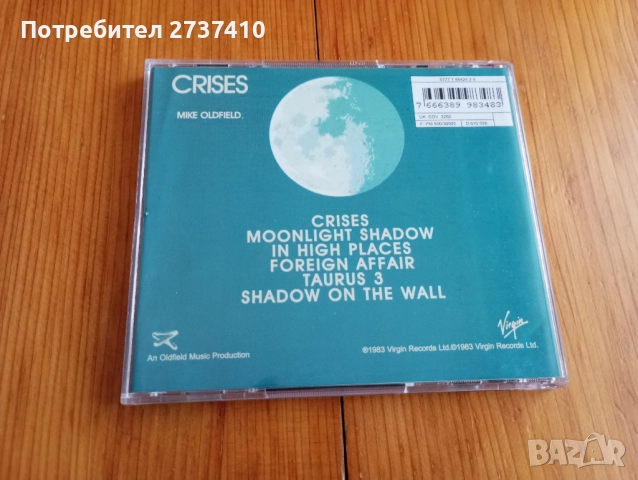 Потребител 2737410
CRISES
MIKE OLDFIELD.
7 666389 983483
CRISES
MOONLIGHT SHADOW
IN HIGH PLACES
FOREIGN AFFAIR
TAURUS 3
SHADOW ON THE WALL
An Oldfield Music Production
Virgin
℗1983 Virgin Records Ltd.©1983 Virgin Records Ltd.
BAZAR